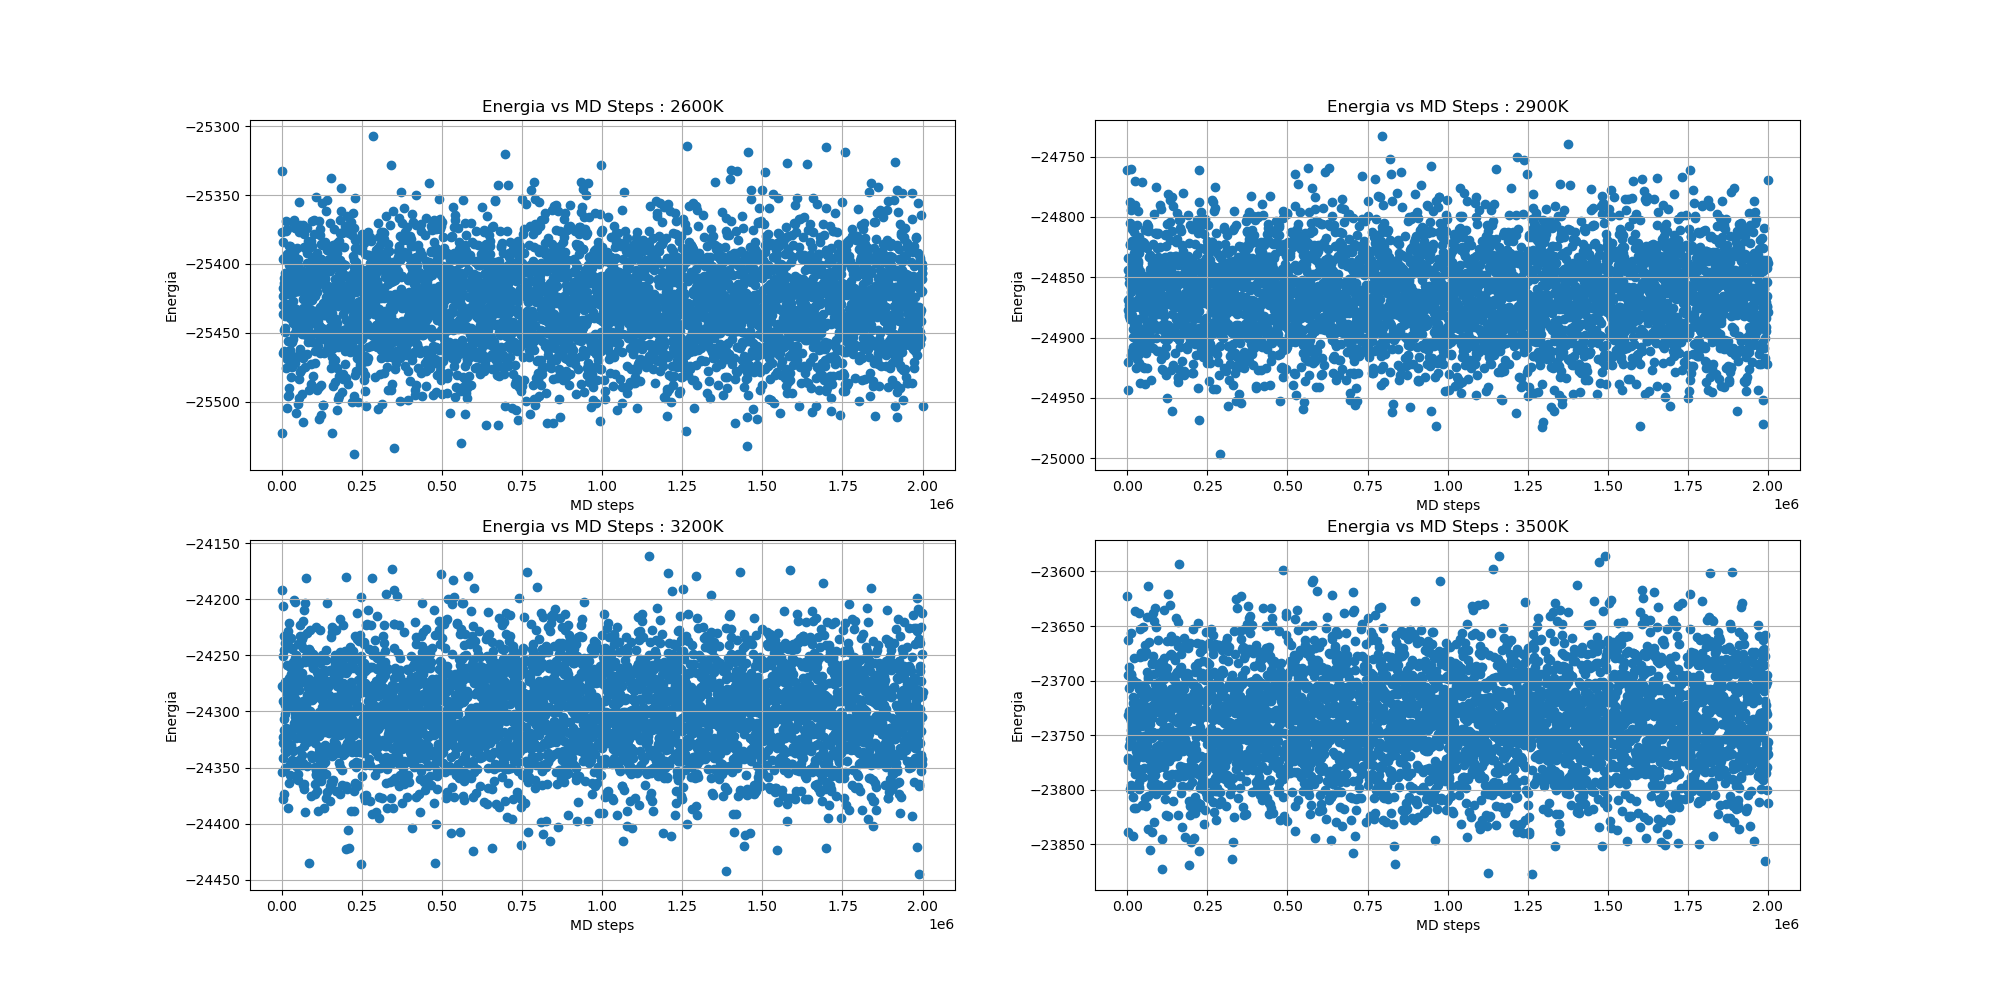 Energia vs MD Steps : 2600K
−25300
−25350
−25400
−25450
−25500
Energia
0.00 0.25 0.50 0.75 1.00 1.25 1.50 1.75 2.00
1e6
MD steps
Energia vs MD Steps : 2900K
−24750
−24800
−24850
−24900
−24950
−25000
Energia
0.00 0.25 0.50 0.75 1.00 1.25 1.50 1.75 2.00
1e6
MD steps
Energia vs MD Steps : 3200K
−24150
−24200
−24250
−24300
−24350
−24400
−24450
Energia
0.00 0.25 0.50 0.75 1.00 1.25 1.50 1.75 2.00
1e6
MD steps
Energia vs MD Steps : 3500K
−23600
−23650
−23700
−23750
−23800
−23850
Energia
0.00 0.25 0.50 0.75 1.00 1.25 1.50 1.75 2.00
1e6
MD steps